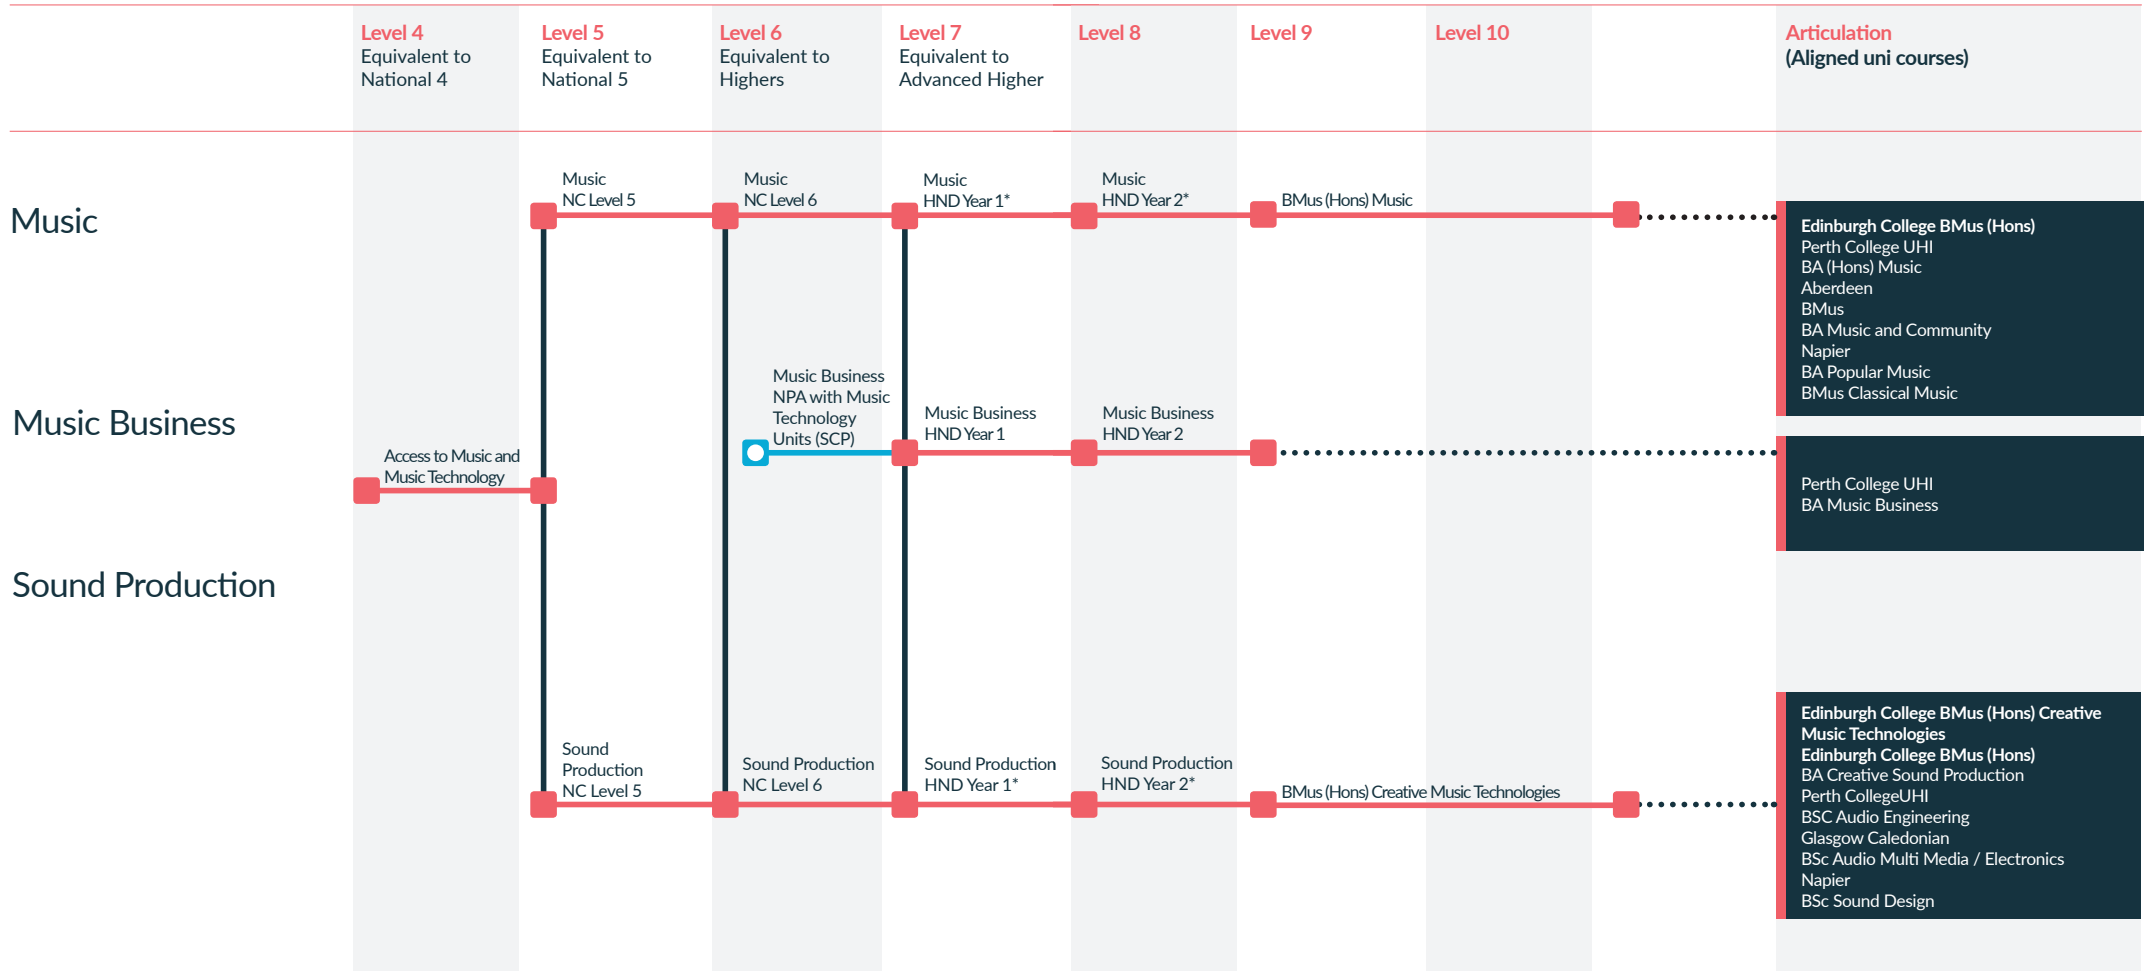 Level 4
Equivalent to
National 4
Level 5
Equivalent to
National 5
Level 6
Equivalent to
Highers
Level 7
Equivalent to
Advanced Higher
Level 8
Level 9
Level 10
Articulation
(Aligned uni courses)
Music
Music
NC Level 5
Music
NC Level 6
Music
HND Year 1*
Music
HND Year 2*
BMus (Hons) Music
Edinburgh College BMus (Hons)
Perth College UHI
BA (Hons) Music
Aberdeen
BMus
BA Music and Community
Napier
BA Popular Music
BMus Classical Music
Music Business
Access to Music and
Music Technology
Music Business
NPA with Music
Technology
Units (SCP)
Music Business
HND Year 1
Music Business
HND Year 2
Perth College UHI
BA Music Business
Sound Production
Sound
Production
NC Level 5
Sound Production
NC Level 6
Sound Production
HND Year 1*
Sound Production
HND Year 2*
BMus (Hons) Creative Music Technologies
Edinburgh College BMus (Hons) Creative
Music Technologies
Edinburgh College BMus (Hons)
BA Creative Sound Production
Perth CollegeUHI
BSC Audio Engineering
Glasgow Caledonian
BSc Audio Multi Media / Electronics
Napier
BSc Sound Design